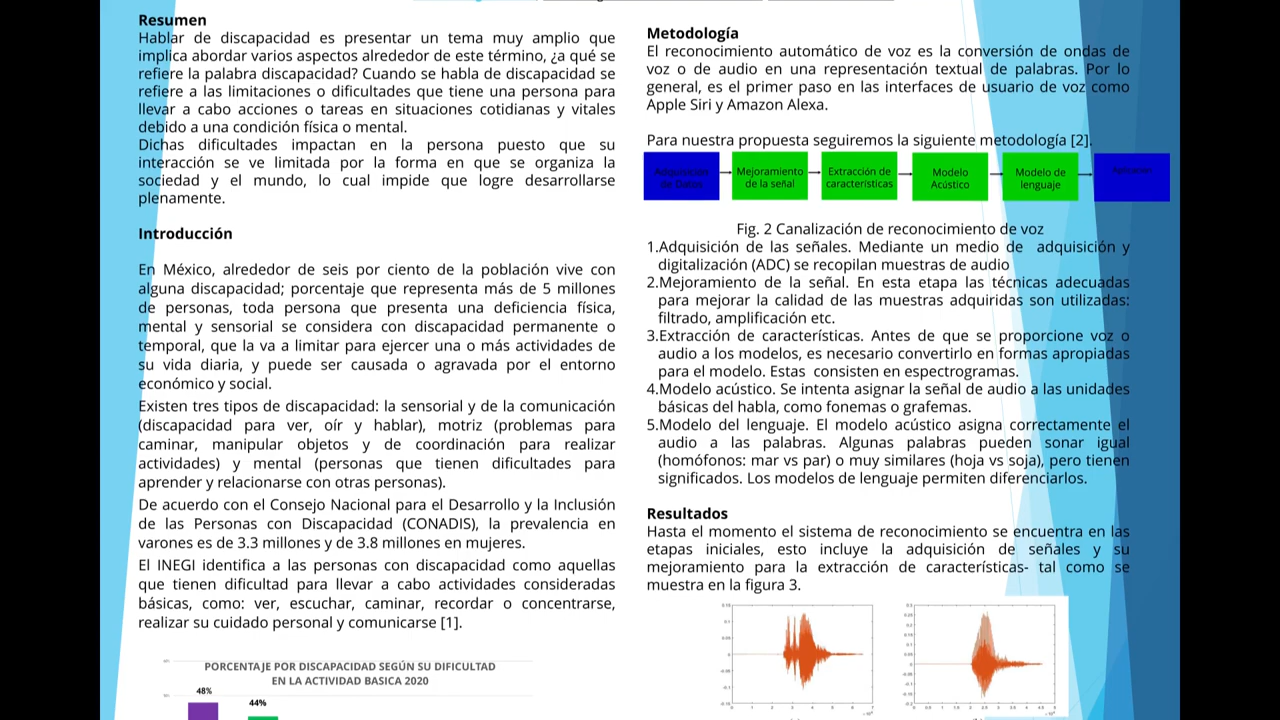 Resumen
Hablar de discapacidad es presentar un tema muy amplio que
implica abordar varios aspectos alrededor de este término, ¿a qué se
refiere la palabra discapacidad? Cuando se habla de discapacidad se
refiere a las limitaciones o dificultades que tiene una persona para
llevar a cabo acciones o tareas en situaciones cotidianas y vitales
debido a una condición física o mental.
Dichas dificultades impactan en la persona puesto que su
interacción se ve limitada por la forma en que se organiza la
sociedad y el mundo, lo cual impide que logre desarrollarse
plenamente.
Introducción
En México, alrededor de seis por ciento de la población vive con
alguna discapacidad; porcentaje que representa más de 5 millones
de personas, toda persona que presenta una deficiencia física,
mental y sensorial se considera con discapacidad permanente o
temporal, que la va a limitar para ejercer una o más actividades de
su vida diaria, y puede ser causada o agravada por el entorno
económico y social.
Existen tres tipos de discapacidad: la sensorial y de la comunicación
(discapacidad para ver, oír y hablar), motriz (problemas para
caminar, manipular objetos y de coordinación para realizar
actividades) y mental (personas que tienen dificultades para
aprender y relacionarse con otras personas).
De acuerdo con el Consejo Nacional para el Desarrollo y la Inclusión
de las Personas con Discapacidad (CONADIS), la prevalencia en
varones es de 3.3 millones y de 3.8 millones en mujeres.
El INEGI identifica a las personas con discapacidad como aquellas
que tienen dificultad para llevar a cabo actividades consideradas
básicas, como: ver, escuchar, caminar, recordar o concentrarse,
realizar su cuidado personal y comunicarse [1].
PORCENTAJE POR DISCAPACIDAD SEGÚN SU DIFICULTAD
EN LA ACTIVIDAD BASICA 2020
48%
44%
Metodología
El reconocimiento automático de voz es la conversión de ondas de
voz o de audio en una representación textual de palabras. Por lo
general, es el primer paso en las interfaces de usuario de voz como
Apple Siri y Amazon Alexa.
Para nuestra propuesta seguiremos la siguiente metodología [2].
Adquisición
de Datos
Mejoramiento
de la señal
Extracción de
características
Modelo
Acústico
Modelo de
lenguaje
Fig. 2 Canalización de reconocimiento de voz
1.Adquisición de las señales. Mediante un medio de adquisición y
digitalización (ADC) se recopilan muestras de audio
2.Mejoramiento de la señal. En esta etapa las técnicas adecuadas
para mejorar la calidad de las muestras adquiridas son utilizadas:
filtrado, amplificación etc.
3.Extracción de características. Antes de que se proporcione voz o
audio a los modelos, es necesario convertirlo en formas apropiadas
para el modelo. Estas consisten en espectrogramas.
4.Modelo acústico. Se intenta asignar la señal de audio a las unidades
básicas del habla, como fonemas o grafemas.
5.Modelo del lenguaje. El modelo acústico asigna correctamente el
audio a las palabras. Algunas palabras pueden sonar igual
(homófonos: mar vs par) o muy similares (hoja vs soja), pero tienen
significados. Los modelos de lenguaje permiten diferenciarlos.
Resultados
Hasta el momento el sistema de reconocimiento se encuentra en las
etapas iniciales, esto incluye la adquisición de señales y su
mejoramiento para la extracción de características- tal como se
muestra en la figura 3.